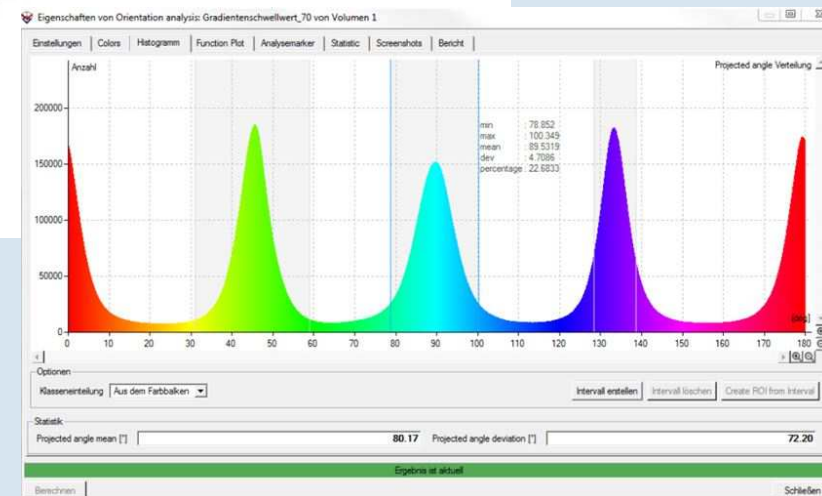 Eigenschaften von Orientation analysis: Gradientenschwellwert_70 von Volumen 1
Einstellungen Colors Histogramm Function Plot Analysemarker Statistic Screenshots Bericht
Anzahl
Projected angle Verteilung
200000
150000
100000
50000
0
min : 78.852
max : 100.349
mean : 89.5319
dev : 4.7086
percentage : 22.6833
[deg]
0 10 20 30 40 50 60 70 80 90 100 110 120 130 140 150 160 170 180
Optionen
Klasseneinteilung Aus dem Farbbalken
Intervall erstellen Intervall löschen Create ROI from Interval
Statistik
Projected angle mean [°] 80.17 Projected angle deviation [°] 72.20
Ergebnis ist aktuell
Berechnen Schließen